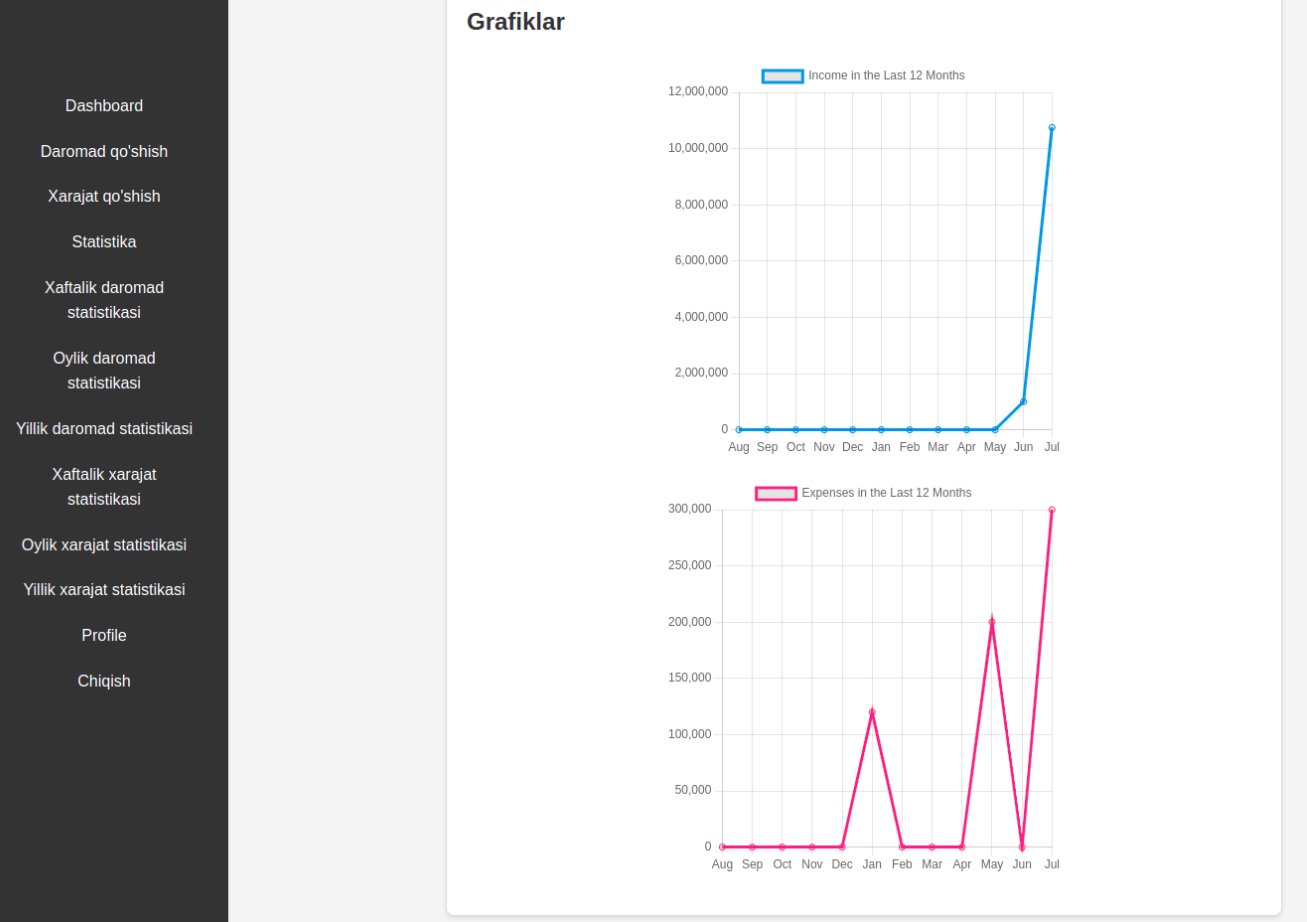 Dashboard
Daromad qo'shish
Xarajat qo'shish
Statistika
Xaftalik daromad
statistikasi
Oylik daromad
statistikasi
Yillik daromad statistikasi
Xaftalik xarajat
statistikasi
Oylik xarajat statistikasi
Yillik xarajat statistikasi
Profile
Chiqish
Grafiklar
Income in the Last 12 Months
12,000,000
10,000,000
8,000,000
6,000,000
4,000,000
2,000,000
0
Aug Sep Oct Nov Dec Jan Feb Mar Apr May Jun Jul
Expenses in the Last 12 Months
300,000
250,000
200,000
150,000
100,000
50,000
0
Aug Sep Oct Nov Dec Jan Feb Mar Apr May Jun Jul